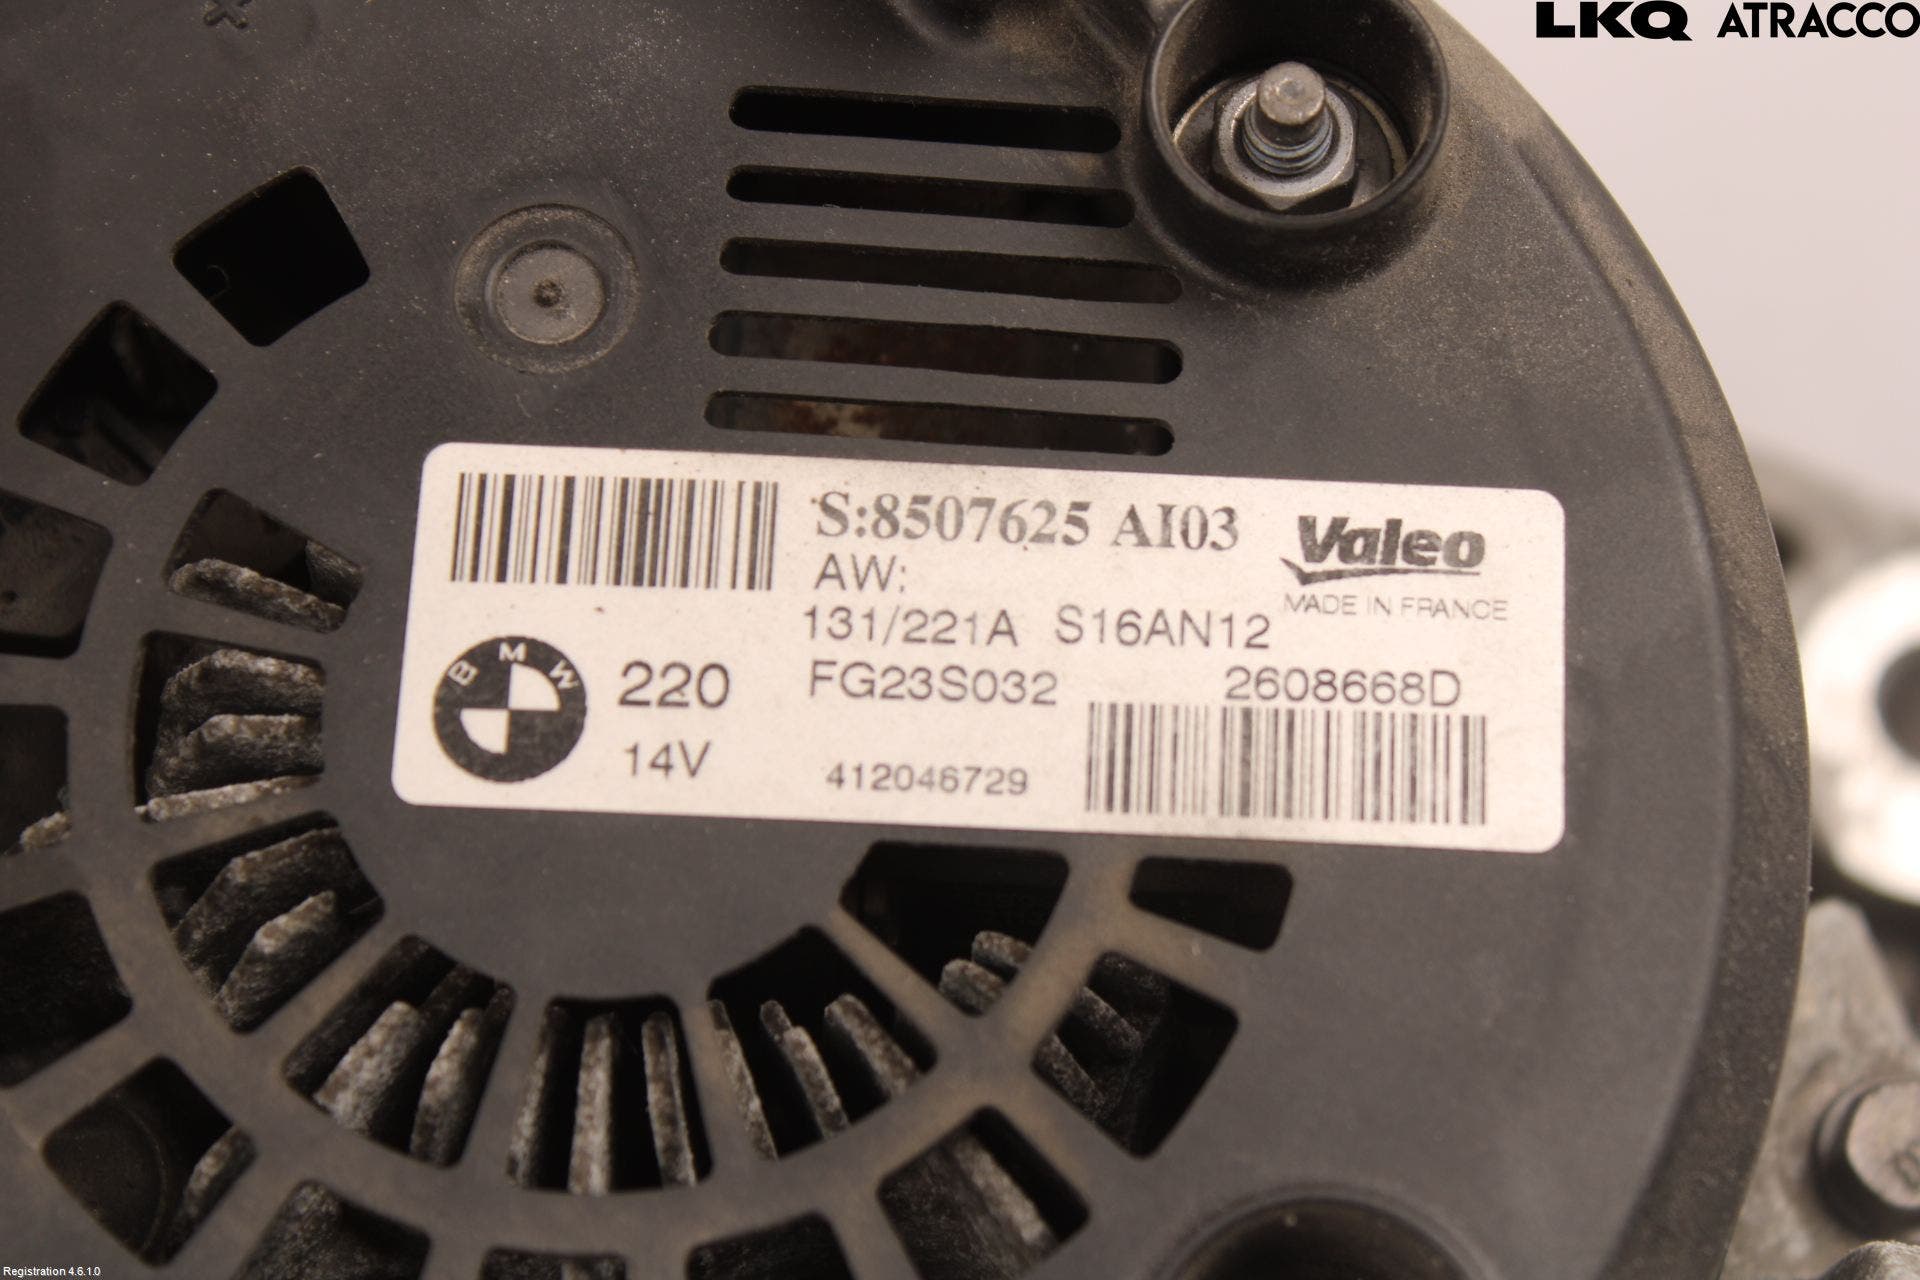 LKQ ATRACCO
S:8507625 AI03
Valeo
AW:
MADE IN FRANCE
131/221A S16AN12
BMW
220
FG23S032
2608668D
14V
412046729
Registration 4.6.1.0